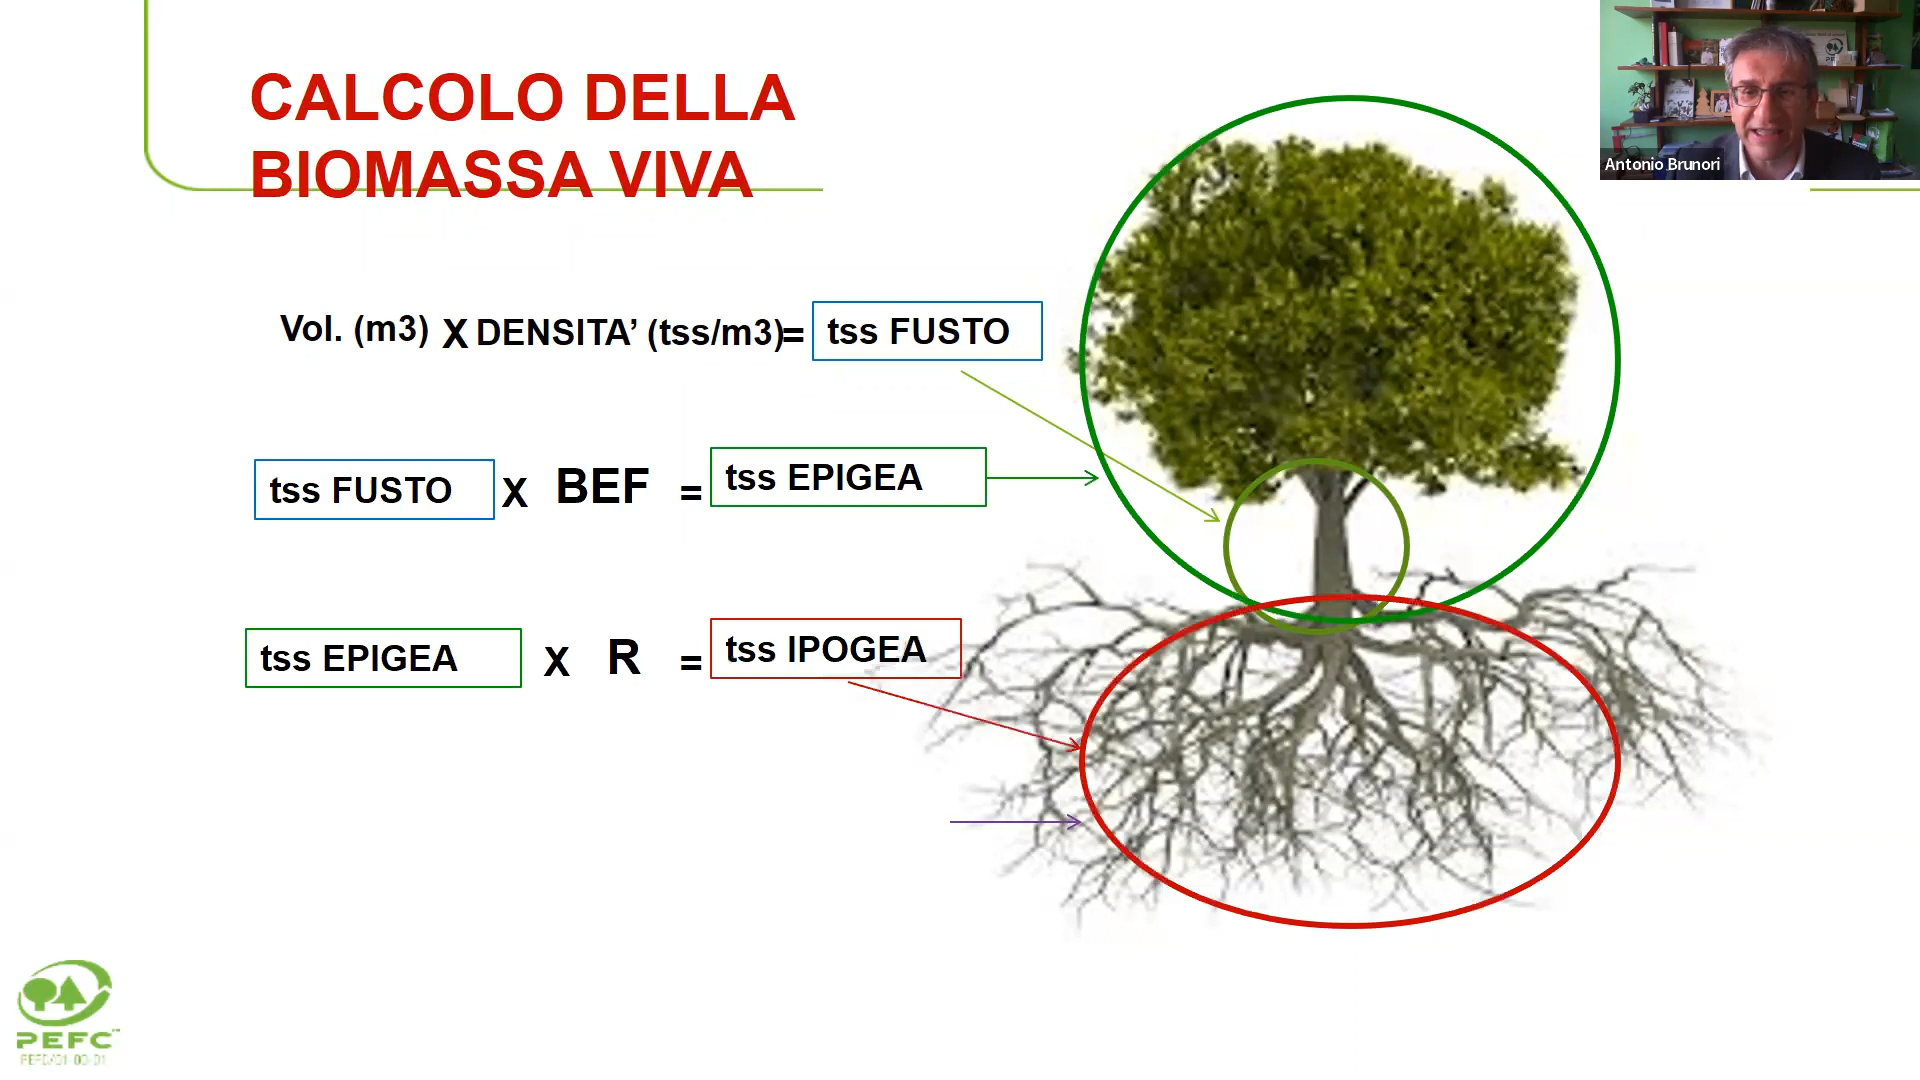 CALCOLO DELLA
BIOMASSA VIVA
Antonio Brunori
Vol. (m3) X DENSITA’ (tss/m3)= tss FUSTO
tss FUSTO X BEF = tss EPIGEA
tss EPIGEA X R = tss IPOGEA
PEFC™